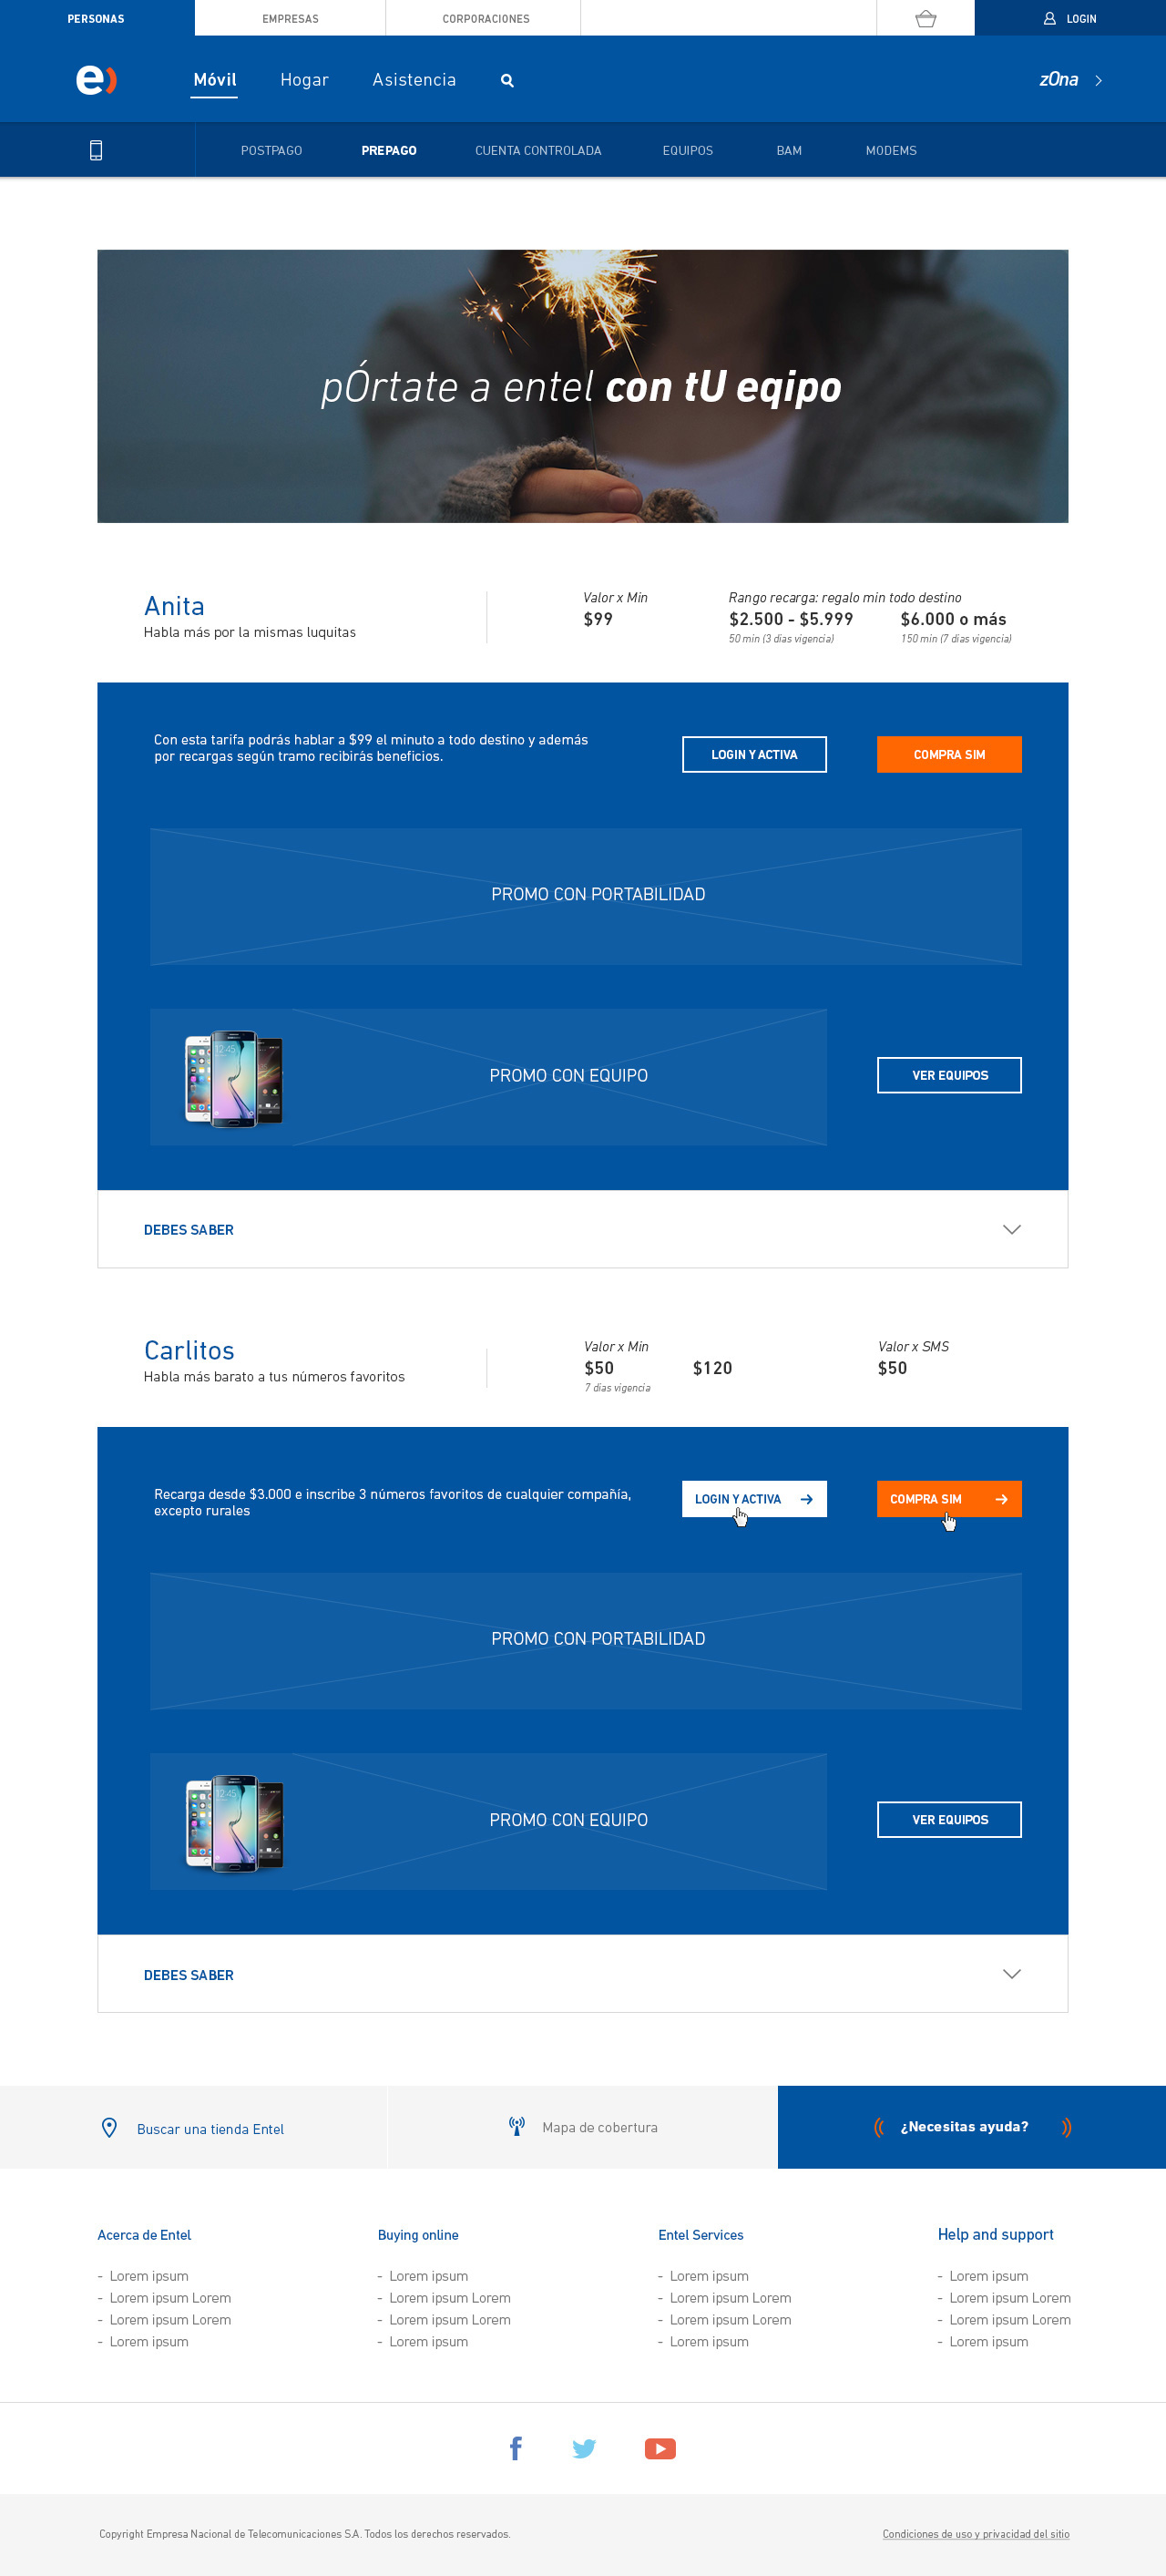 PERSONAS
EMPRESAS
CORPORACIONES
LOGIN
e)
Móvil
Hogar
Asistencia
zOna
POSTPAGO
PREPAGO
CUENTA CONTROLADA
EQUIPOS
BAM
MODEMS
pÓrtate a entel con tU eqipo
Anita
Habla más por la mismas luquitas
Valor x Min
$99
Rango recarga: regalo min todo destino
$2.500 - $5.999
50 min (3 días vigencia)
$6.000 o más
150 min (7 días vigencia)
Con esta tarifa podrás hablar a $99 el minuto a todo destino y además
por recargas según tramo recibirás beneficios.
LOGIN Y ACTIVA
COMPRA SIM
PROMO CON PORTABILIDAD
12:45
PROMO CON EQUIPO
VER EQUIPOS
DEBES SABER
Carlitos
Habla más barato a tus números favoritos
Valor x Min
$50
7 días vigencia
$120
Valor x SMS
$50
Recarga desde $3.000 e inscribe 3 números favoritos de cualquier compañía,
excepto rurales
LOGIN Y ACTIVA
COMPRA SIM
PROMO CON PORTABILIDAD
12:45
PROMO CON EQUIPO
VER EQUIPOS
DEBES SABER
Buscar una tienda Entel
Mapa de cobertura
¿Necesitas ayuda?
Acerca de Entel
- Lorem ipsum
- Lorem ipsum Lorem
- Lorem ipsum Lorem
- Lorem ipsum
Buying online
- Lorem ipsum
- Lorem ipsum Lorem
- Lorem ipsum Lorem
- Lorem ipsum
Entel Services
- Lorem ipsum
- Lorem ipsum Lorem
- Lorem ipsum Lorem
- Lorem ipsum
Help and support
- Lorem ipsum
- Lorem ipsum Lorem
- Lorem ipsum Lorem
- Lorem ipsum
Copyright Empresa Nacional de Telecomunicaciones S.A. Todos los derechos reservados.
Condiciones de uso y privacidad del sitio